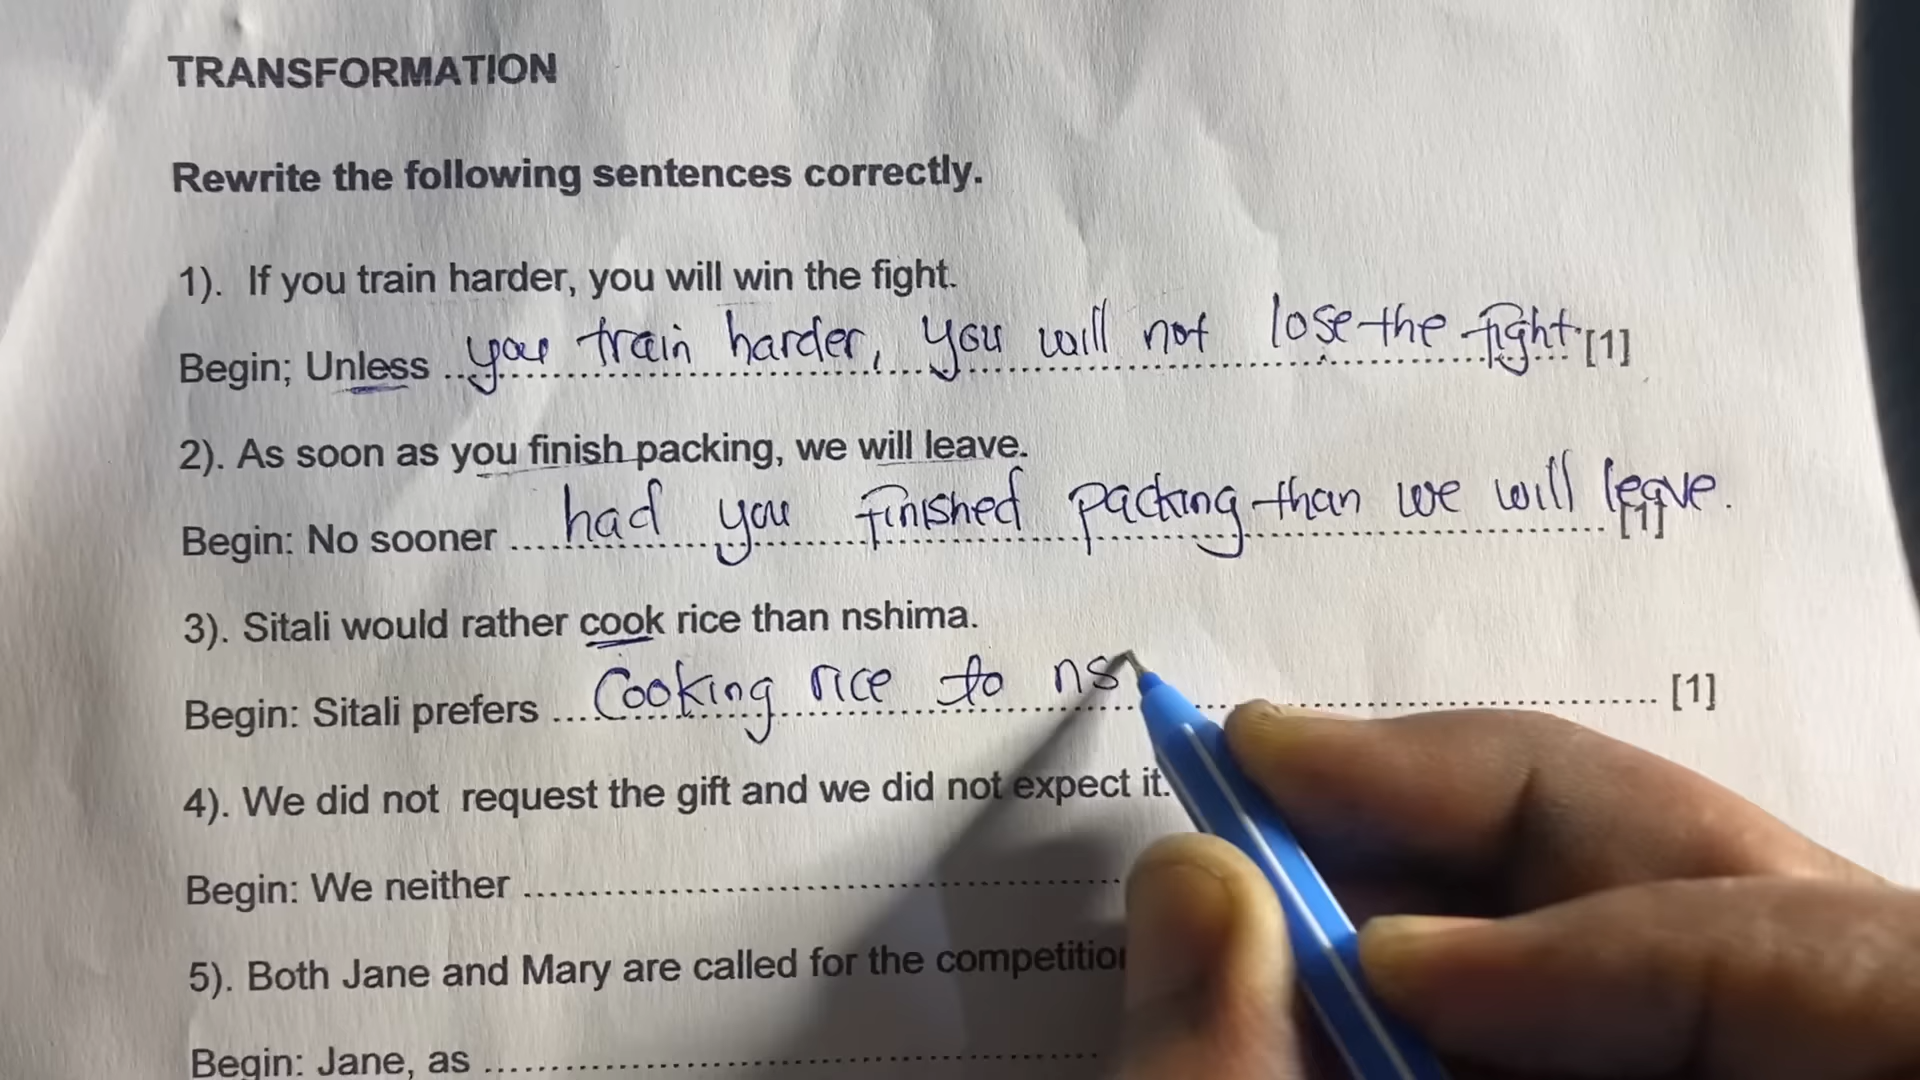 TRANSFORMATION
Rewrite the following sentences correctly.
1). If you train harder, you will win the fight.
Begin; Unless you train harder, you will not lose the fight. [1]
2). As soon as you finish packing, we will leave.
Begin: No sooner had you finished packing than we will leave. [1]
3). Sitali would rather cook rice than nshima.
Begin: Sitali prefers Cooking rice to ns [1]
4). We did not request the gift and we did not expect it.
Begin: We neither
5). Both Jane and Mary are called for the
Begin: Jane, as